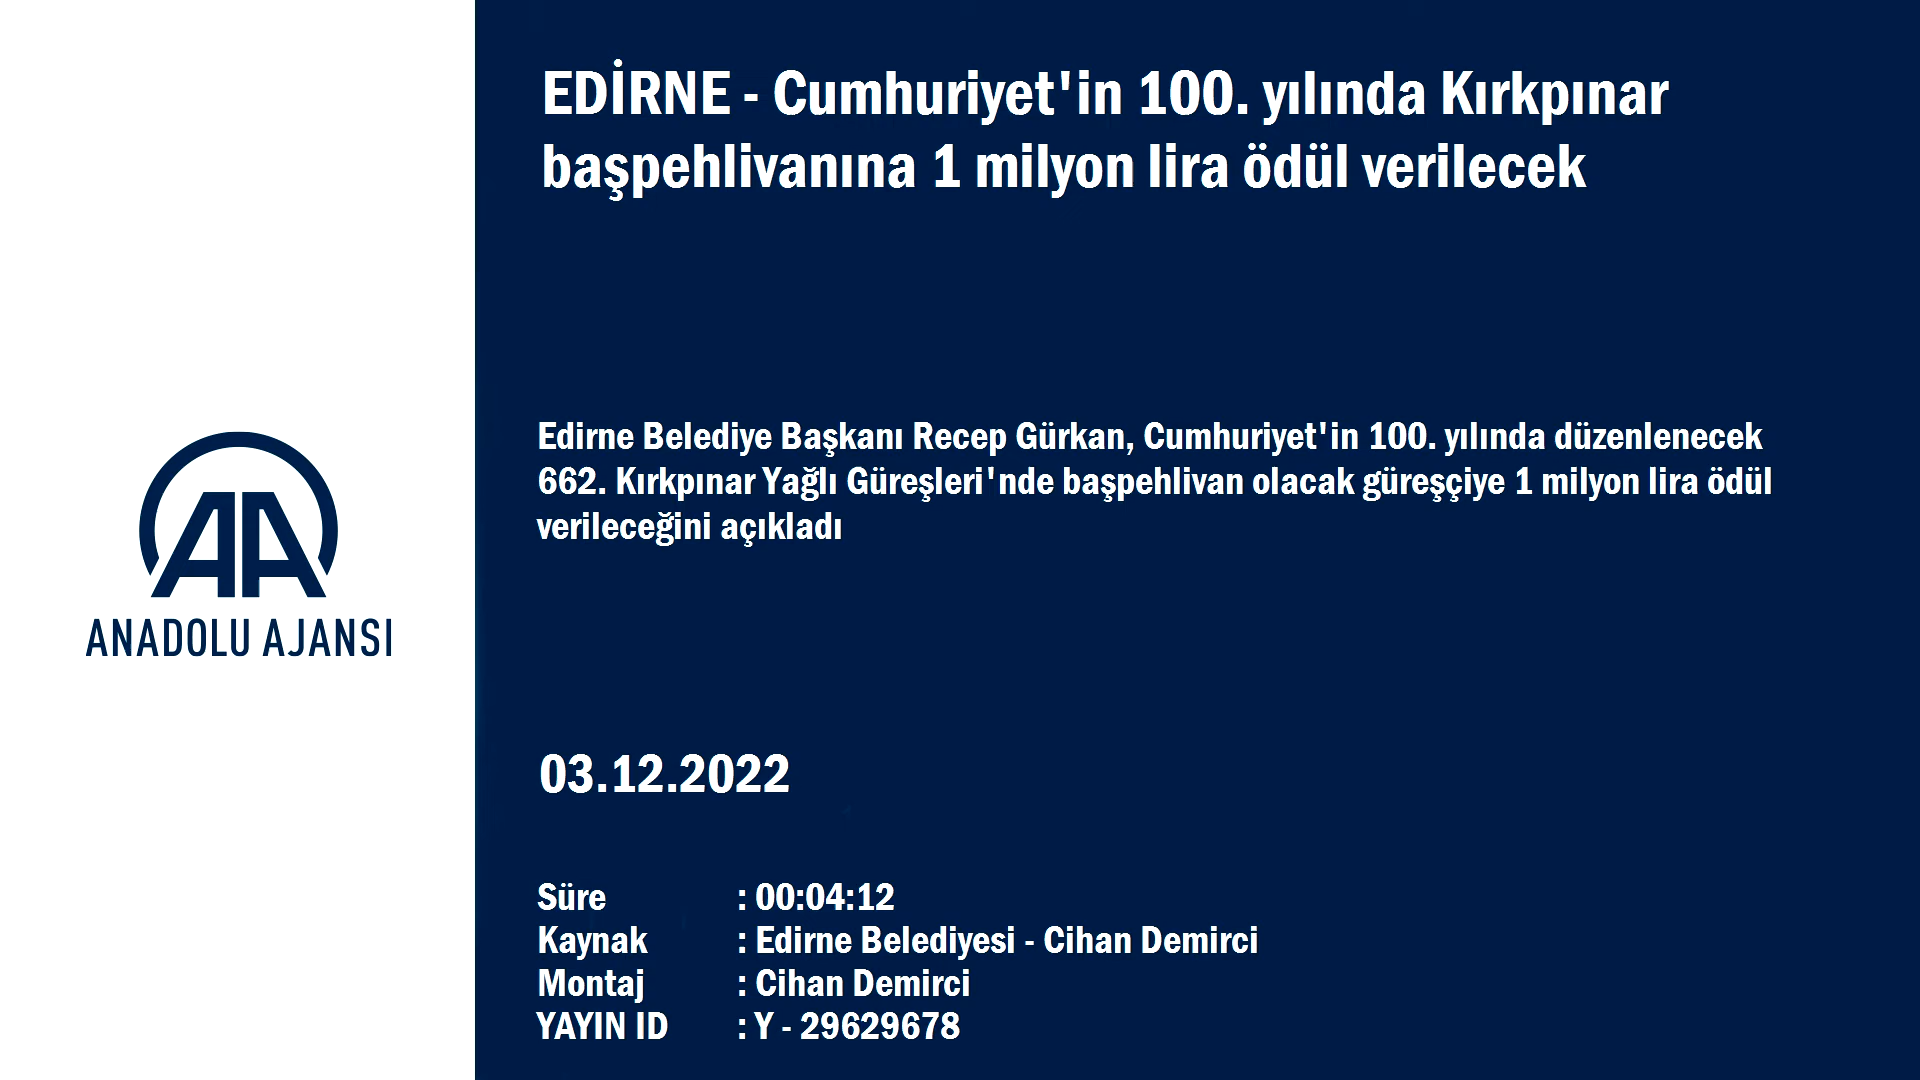 EDİRNE - Cumhuriyet'in 100. yılında Kırkpınar
başpehlivanına 1 milyon lira ödül verilecek
Edirne Belediye Başkanı Recep Gürkan, Cumhuriyet'in 100. yılında düzenlenecek
662. Kırkpınar Yağlı Güreşleri'nde başpehlivan olacak güreşçiye 1 milyon lira ödül
verileceğini açıkladı
AA
ANADOLU AJANSI
03.12.2022
Süre : 00:04:12
Kaynak : Edirne Belediyesi - Cihan Demirci
Montaj : Cihan Demirci
YAYIN ID : Y - 29629678